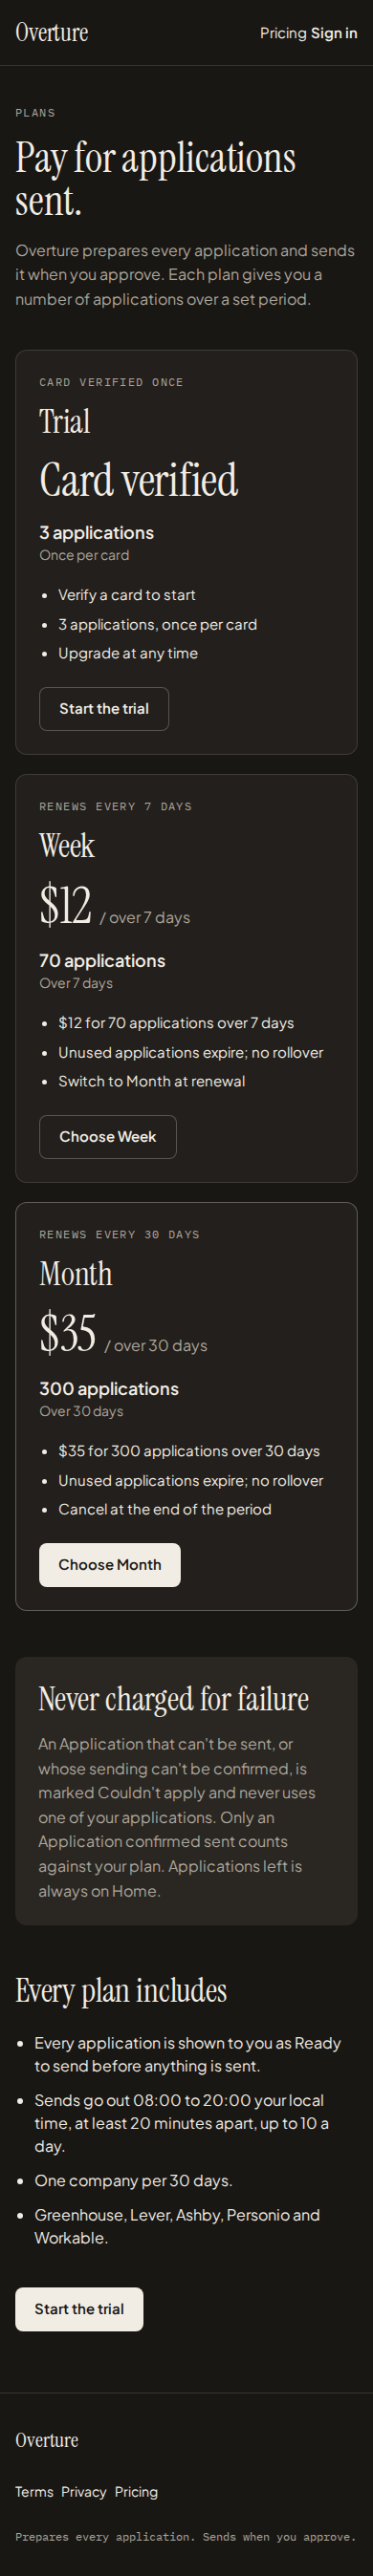 Overture
Pricing Sign in
PLANS
Pay for applications
sent.
Overture prepares every application and sends
it when you approve. Each plan gives you a
number of applications over a set period.
CARD VERIFIED ONCE
Trial
Card verified
3 applications
Once per card
• Verify a card to start
• 3 applications, once per card
• Upgrade at any time
Start the trial
RENEWS EVERY 7 DAYS
Week
$12 / over 7 days
70 applications
Over 7 days
• $12 for 70 applications over 7 days
• Unused applications expire; no rollover
• Switch to Month at renewal
Choose Week
RENEWS EVERY 30 DAYS
Month
$35 / over 30 days
300 applications
Over 30 days
• $35 for 300 applications over 30 days
• Unused applications expire; no rollover
• Cancel at the end of the period
Choose Month
Never charged for failure
An Application that can't be sent, or
whose sending can't be confirmed, is
marked Couldn't apply and never uses
one of your applications. Only an
Application confirmed sent counts
against your plan. Applications left is
always on Home.
Every plan includes
• Every application is shown to you as Ready
to send before anything is sent.
• Sends go out 08:00 to 20:00 your local
time, at least 20 minutes apart, up to 10 a
day.
• One company per 30 days.
• Greenhouse, Lever, Ashby, Personio and
Workable.
Start the trial
Overture
Terms Privacy Pricing
Prepares every application. Sends when you approve.